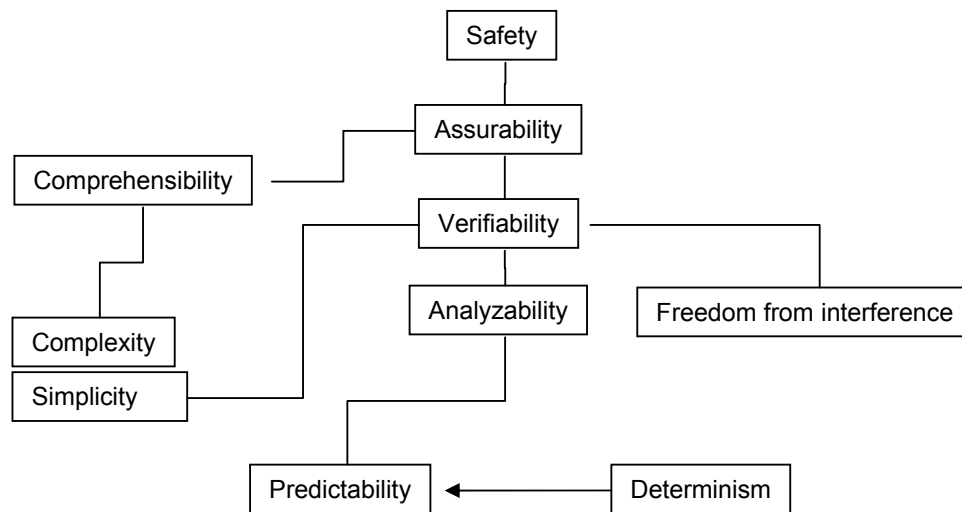 Safety
Assurability
Comprehensibility
Verifiability
Analyzability
Freedom from interference
Complexity
Simplicity
Predictability
Determinism